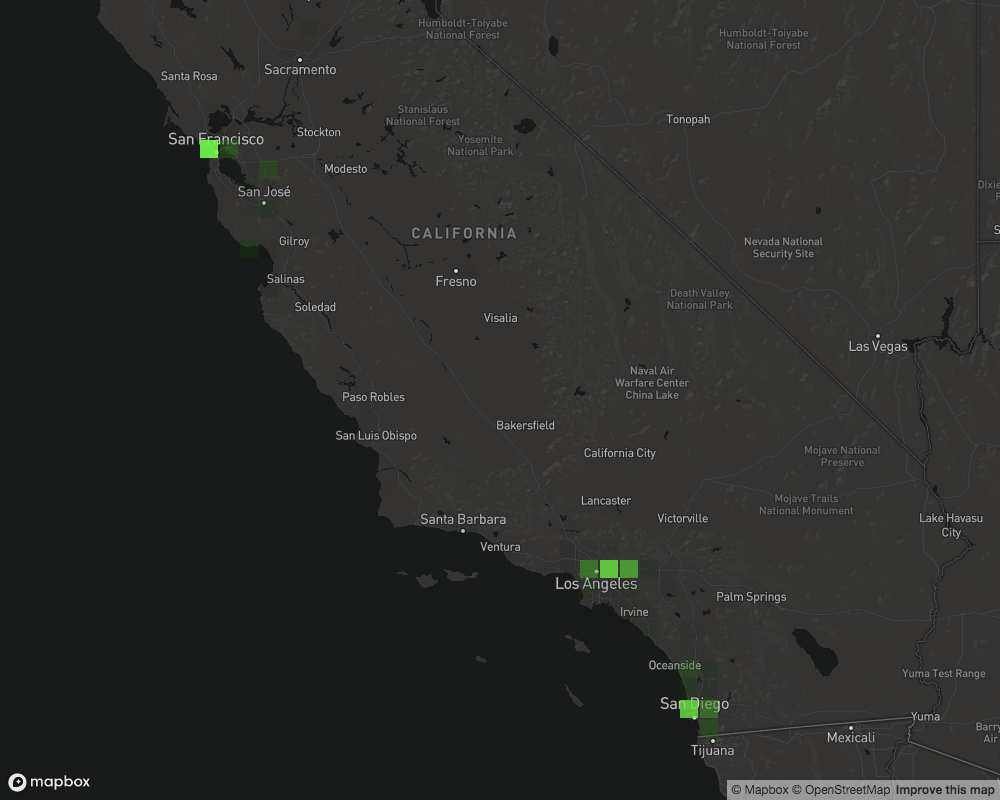 Humboldt-Toiyabe
National Forest
Humboldt-Toiyabe
National Forest
Sacramento
Santa Rosa
Stanislaus
National Forest
Tonopah
Stockton
San Francisco
Yosemite
National Park
Modesto
Dixie
F
San José
CALIFORNIA
S
Gilroy
Nevada National
Security Site
Salinas
Fresno
Death Valley
National Park
Soledad
Visalia
Las Vegas
Naval Air
Warfare Center
China Lake
Paso Robles
Bakersfield
San Luis Obispo
California City
Mojave National
Preserve
Lancaster
Mojave Trails
National Monument
Santa Barbara
Victorville
Lake Havasu
City
Ventura
Los Angeles
Palm Springs
Irvine
Oceanside
Yuma Test Range
San Diego
Yuma
Barry
Air
Mexicali
Tijuana
mapbox
© Mapbox © OpenStreetMap Improve this map